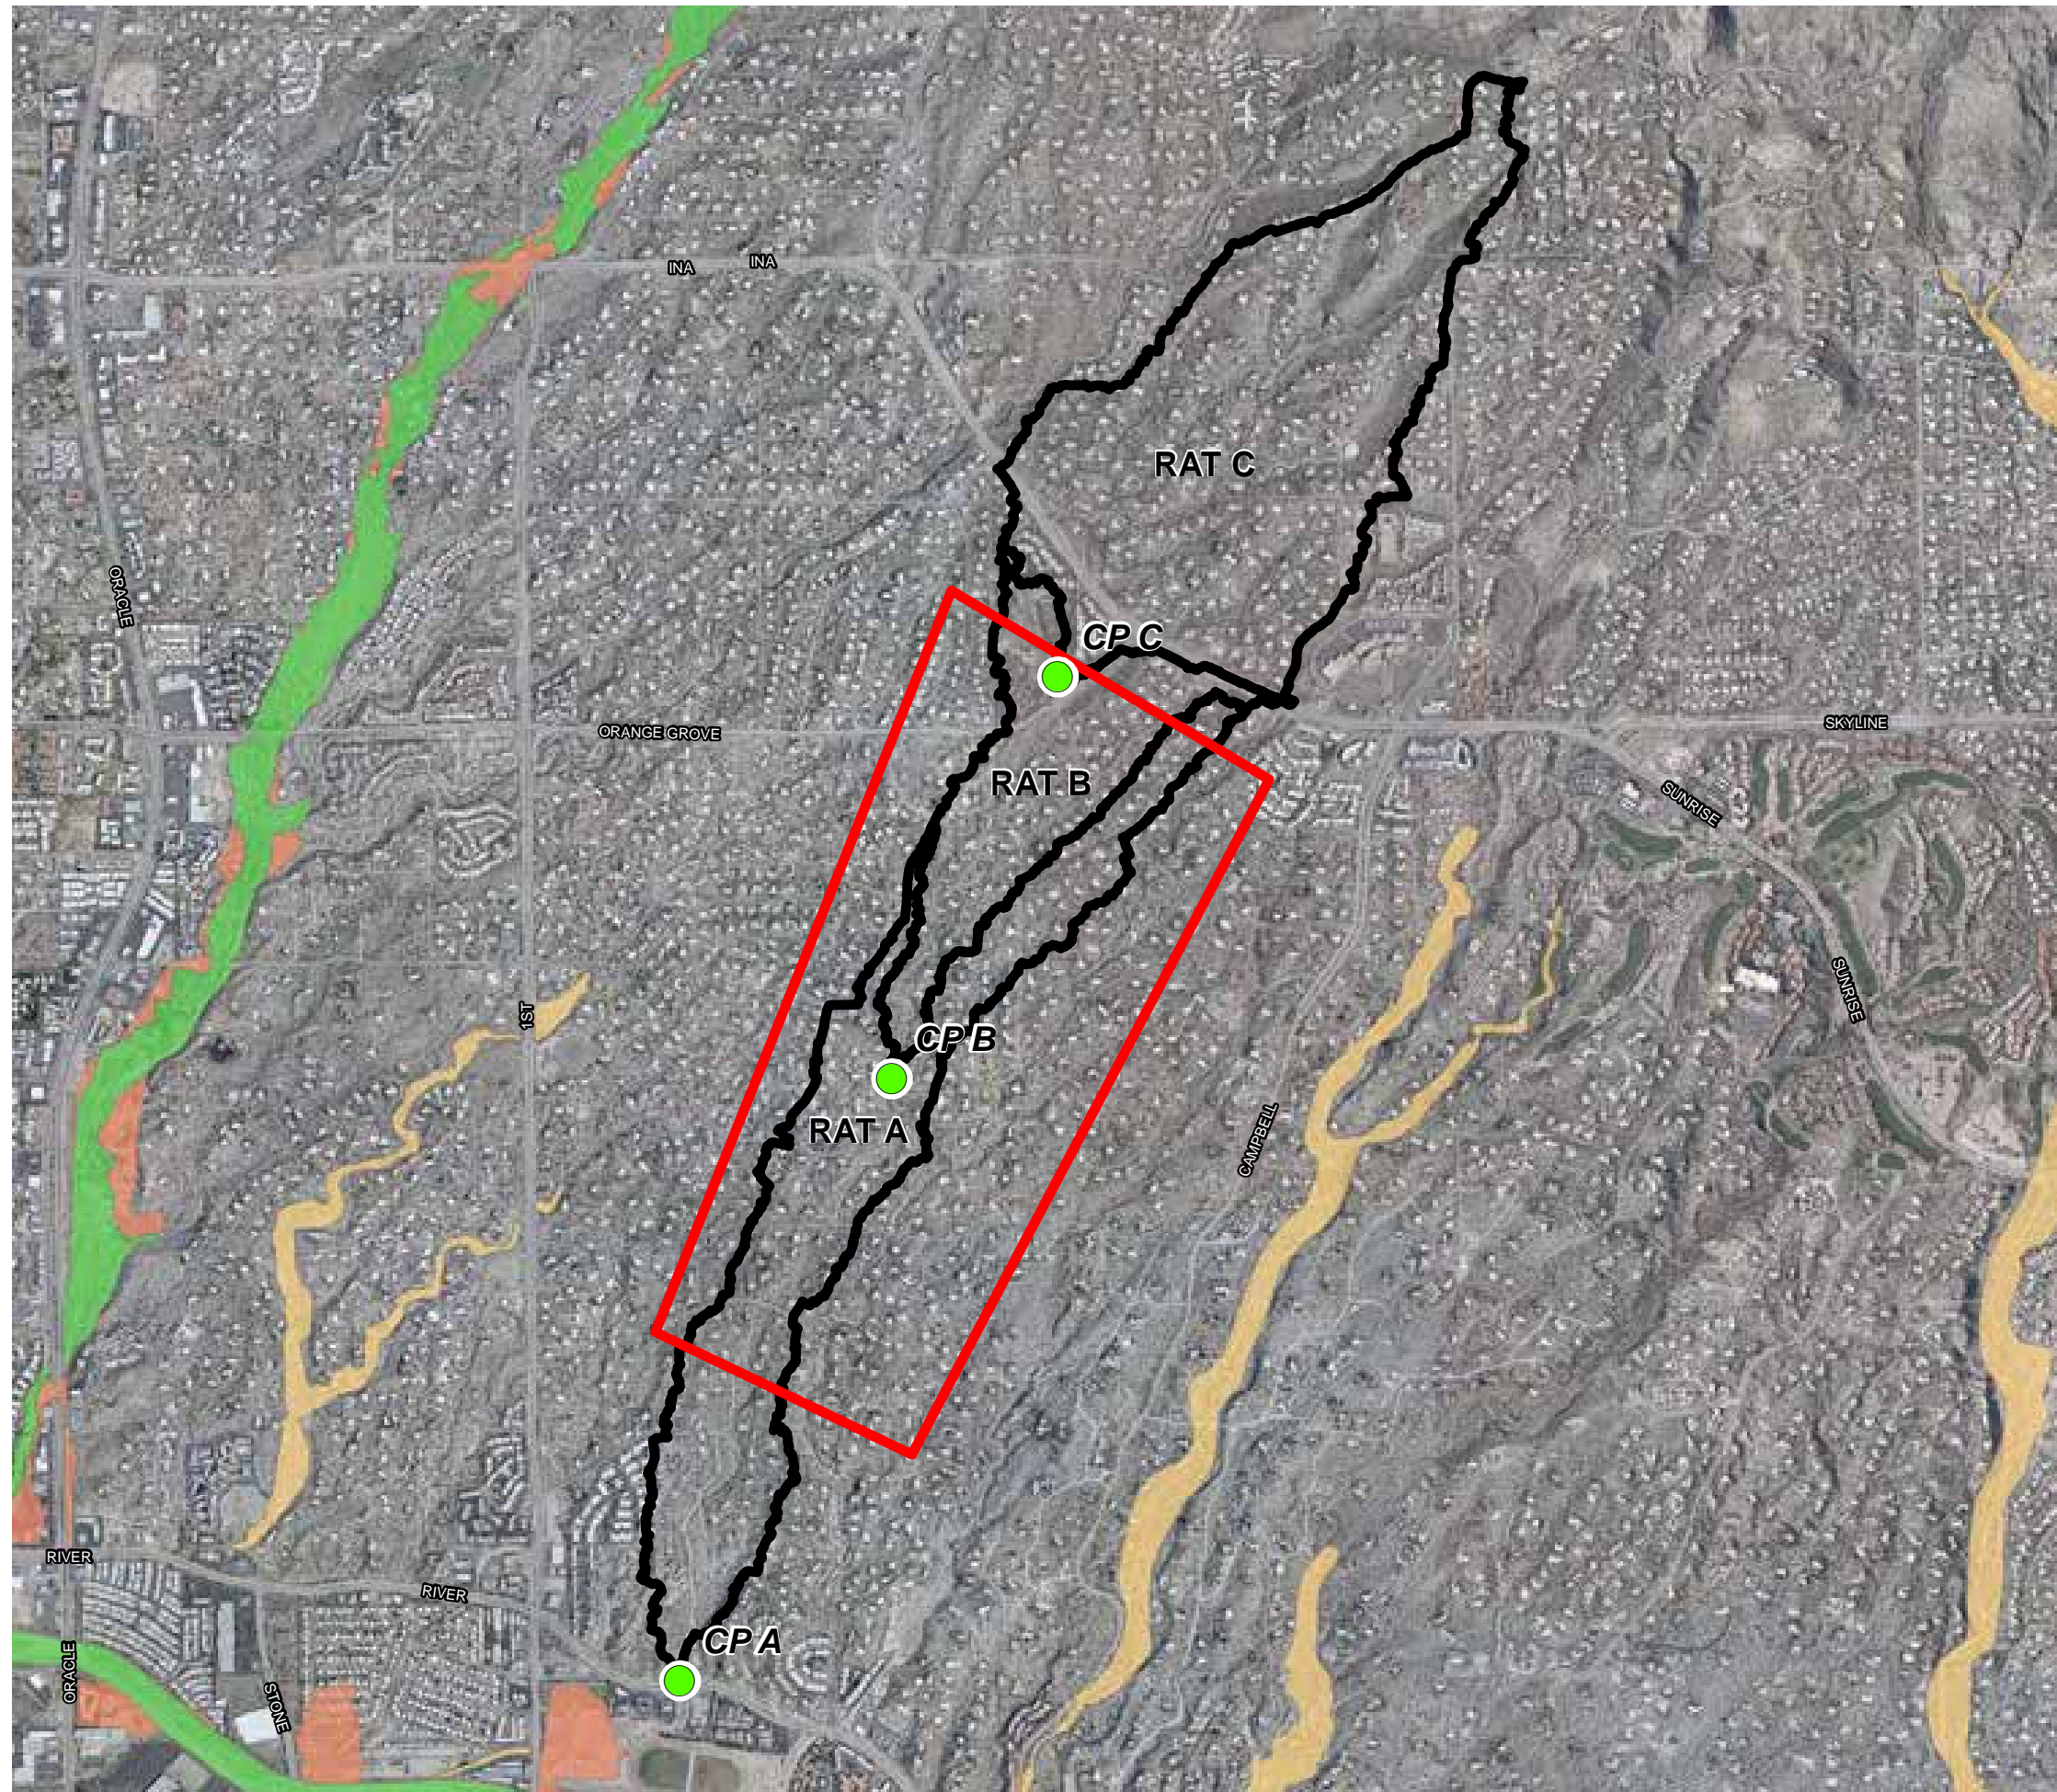 INA
INA
RAT C
ORACLE
CP C
SKYLINE
ORANGE GROVE
RAT B
SUNRISE
SUNRISE
1ST
CP B
RAT A
CAMPBELL
RIVER
RIVER
CP A
ORACLE
STONE